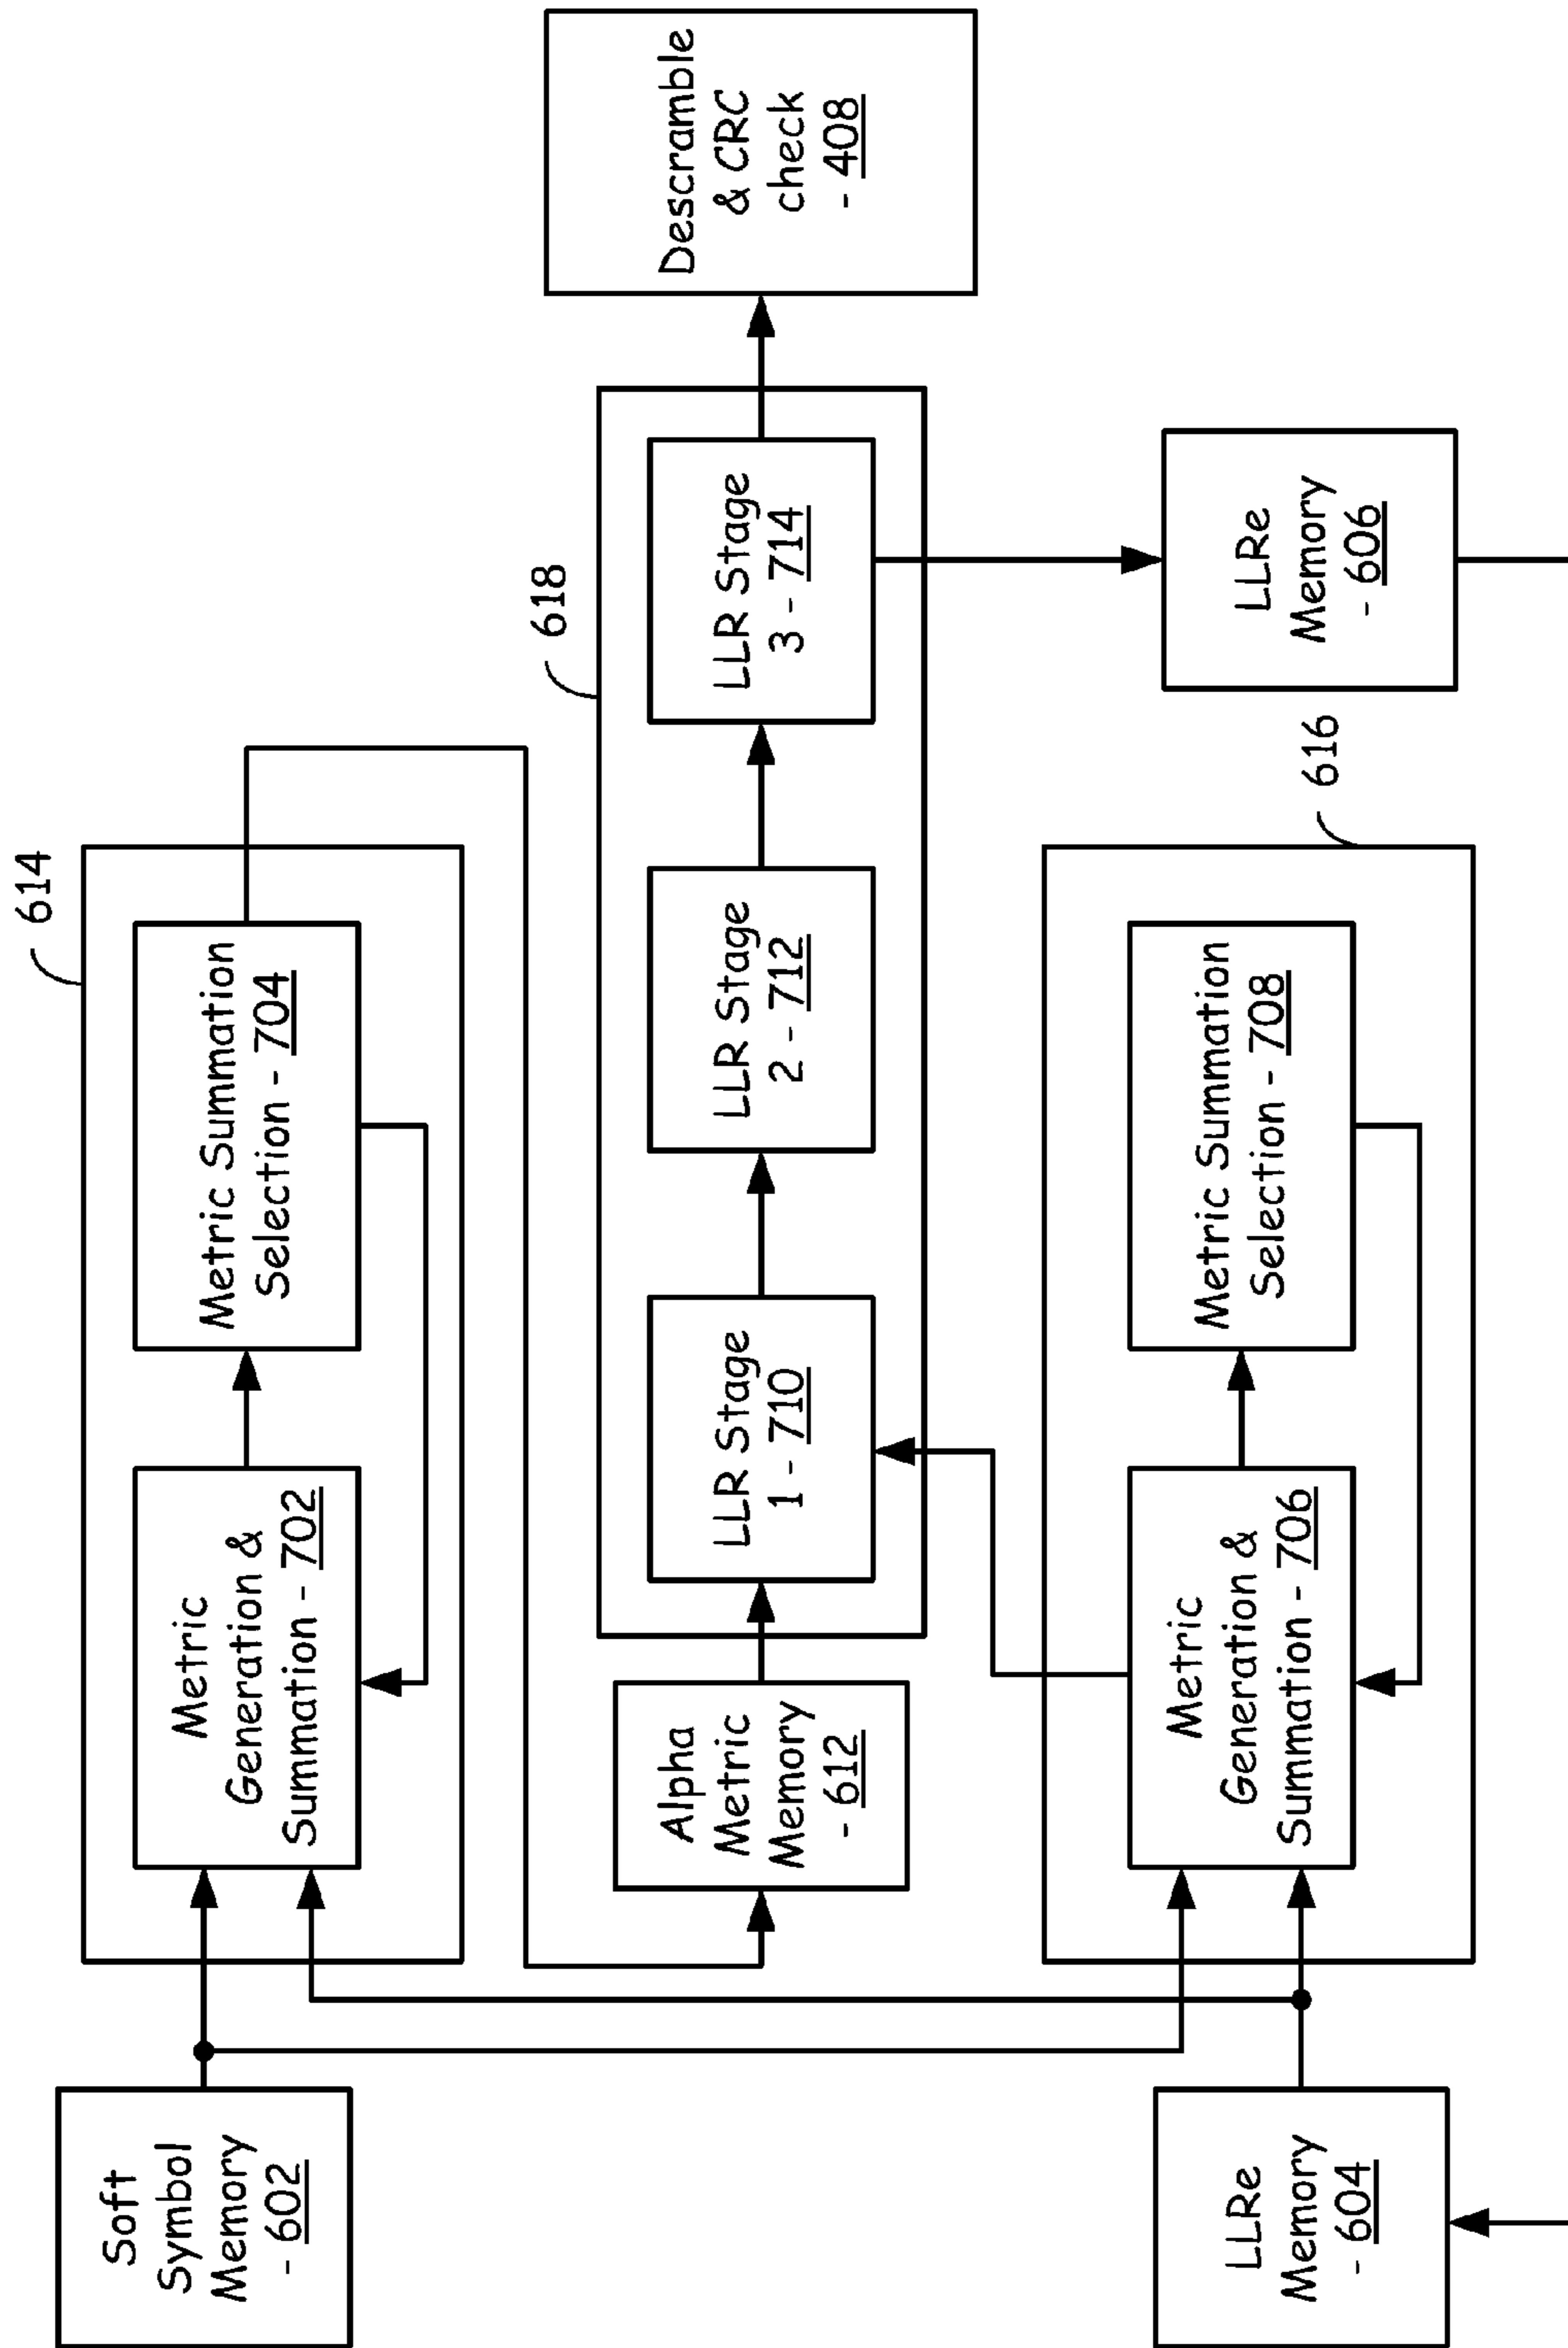 Soft
Symbol
Memory
- 602
614
Metric
Generation &
Summation - 702
Metric Summation
Selection - 704
618
Alpha
Metric
Memory
- 612
LLR Stage
1 - 710
LLR Stage
2 - 712
LLR Stage
3 - 714
Descramble
& CRC
check
- 408
616
LLRe
Memory
- 604
Metric
Generation &
Summation - 706
Metric Summation
Selection - 708
LLRe
Memory
- 606